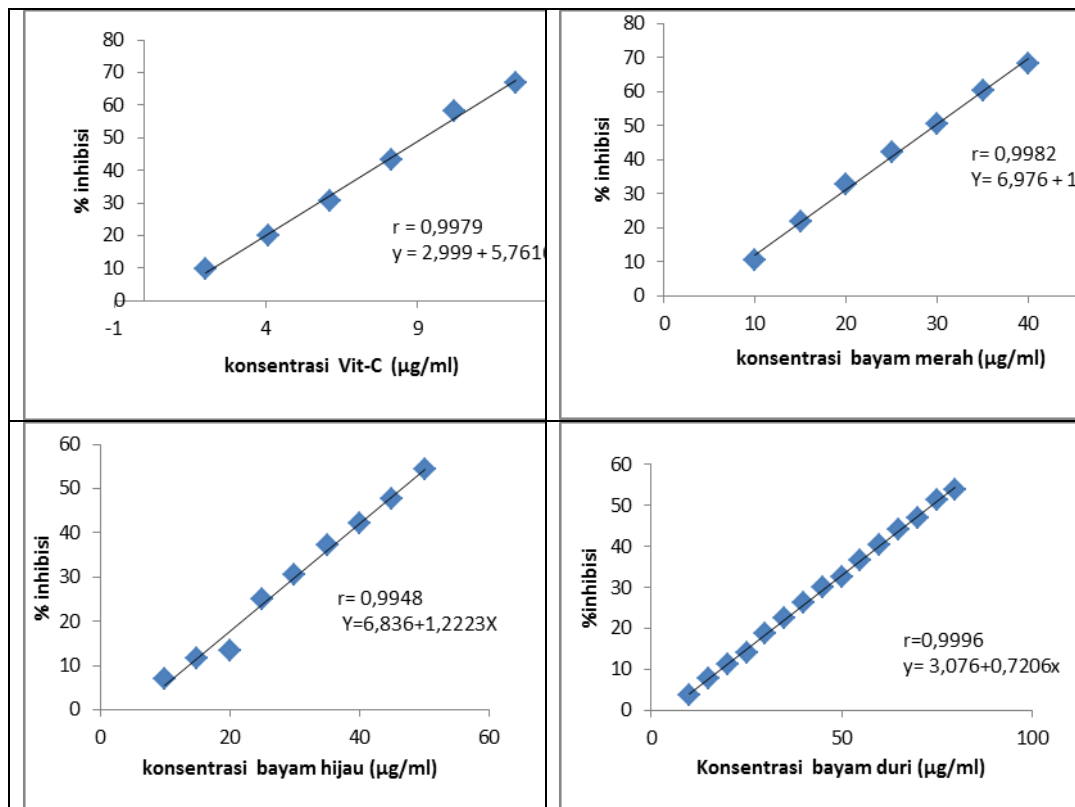 80
70
60
50
40
30
20
10
0
% inhibisi
r = 0,9979
y = 2,999 + 5,761
-1
4
9
konsentrasi Vit-C (µg/ml)
80
70
60
50
40
30
20
10
0
% inhibisi
r= 0,9982
Y= 6,976 + 1
0
10
20
30
40
konsentrasi bayam merah (µg/ml)
60
50
40
30
20
10
0
% inhibisi
r= 0,9948
Y=6,836+1,2223X
0
20
40
60
konsentrasi bayam hijau (µg/ml)
60
50
40
30
20
10
0
%inhibisi
r=0,9996
y= 3,076+0,7206x
0
50
100
Konsentrasi bayam duri (µg/ml)